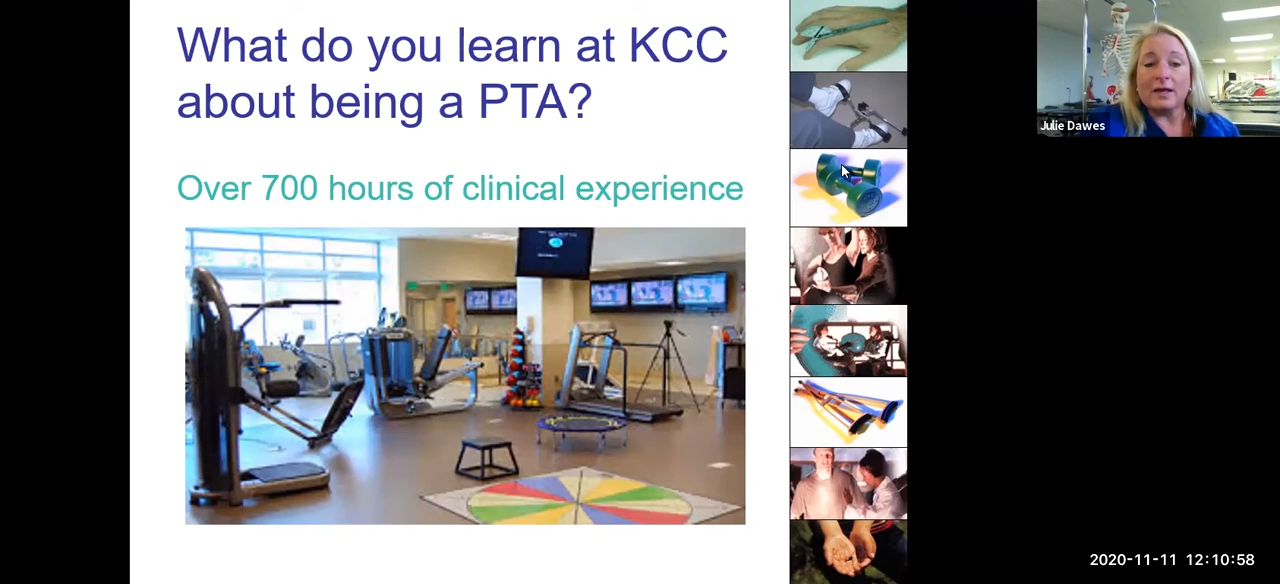 What do you learn at KCC
about being a PTA?
Over 700 hours of clinical experience
Julie Dawes
2020-11-11 12:10:58